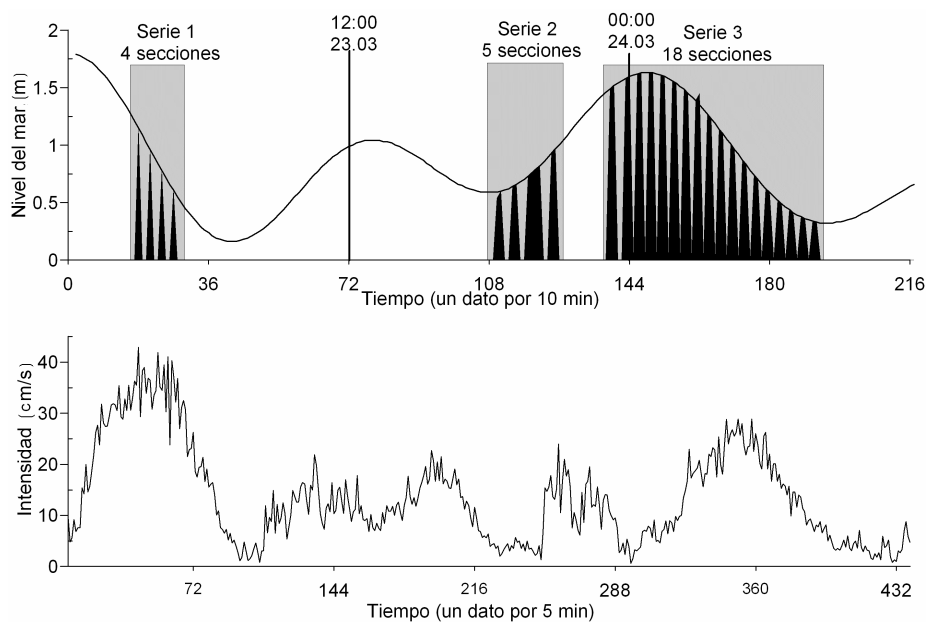 Serie 1
4 secciones
12:00
23.03
Serie 2
5 secciones
00:00
24.03
Serie 3
18 secciones
Nivel del mar (m)
2
1.5
1
0.5
0
0 36 72 108 144 180 216
Tiempo (un dato por 10 min)
Intensidad (cm/s)
40
30
20
10
0
72 144 216 288 360 432
Tiempo (un dato por 5 min)